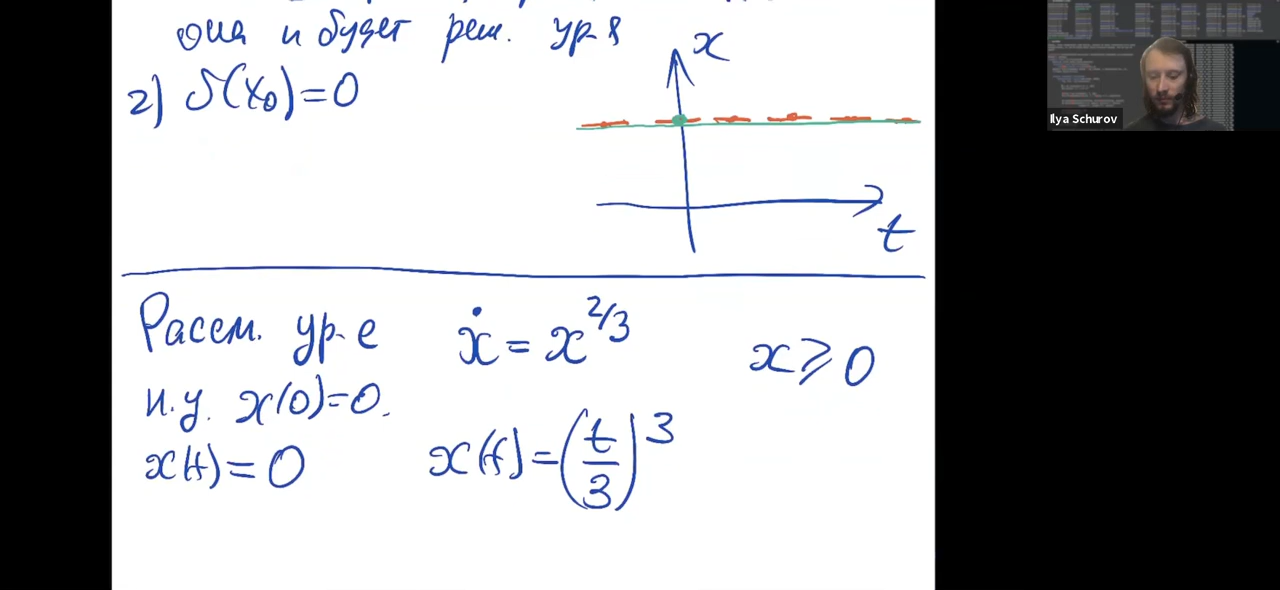 она и будет реш. ур-я
2) f(x₀)=0
x
t
Рассм. ур-е ẋ = x^{2/3} x ⩾ 0
н.у. x(0)=0.
x(t)=0 x(t)=(t/3)^3
Ilya Schurov